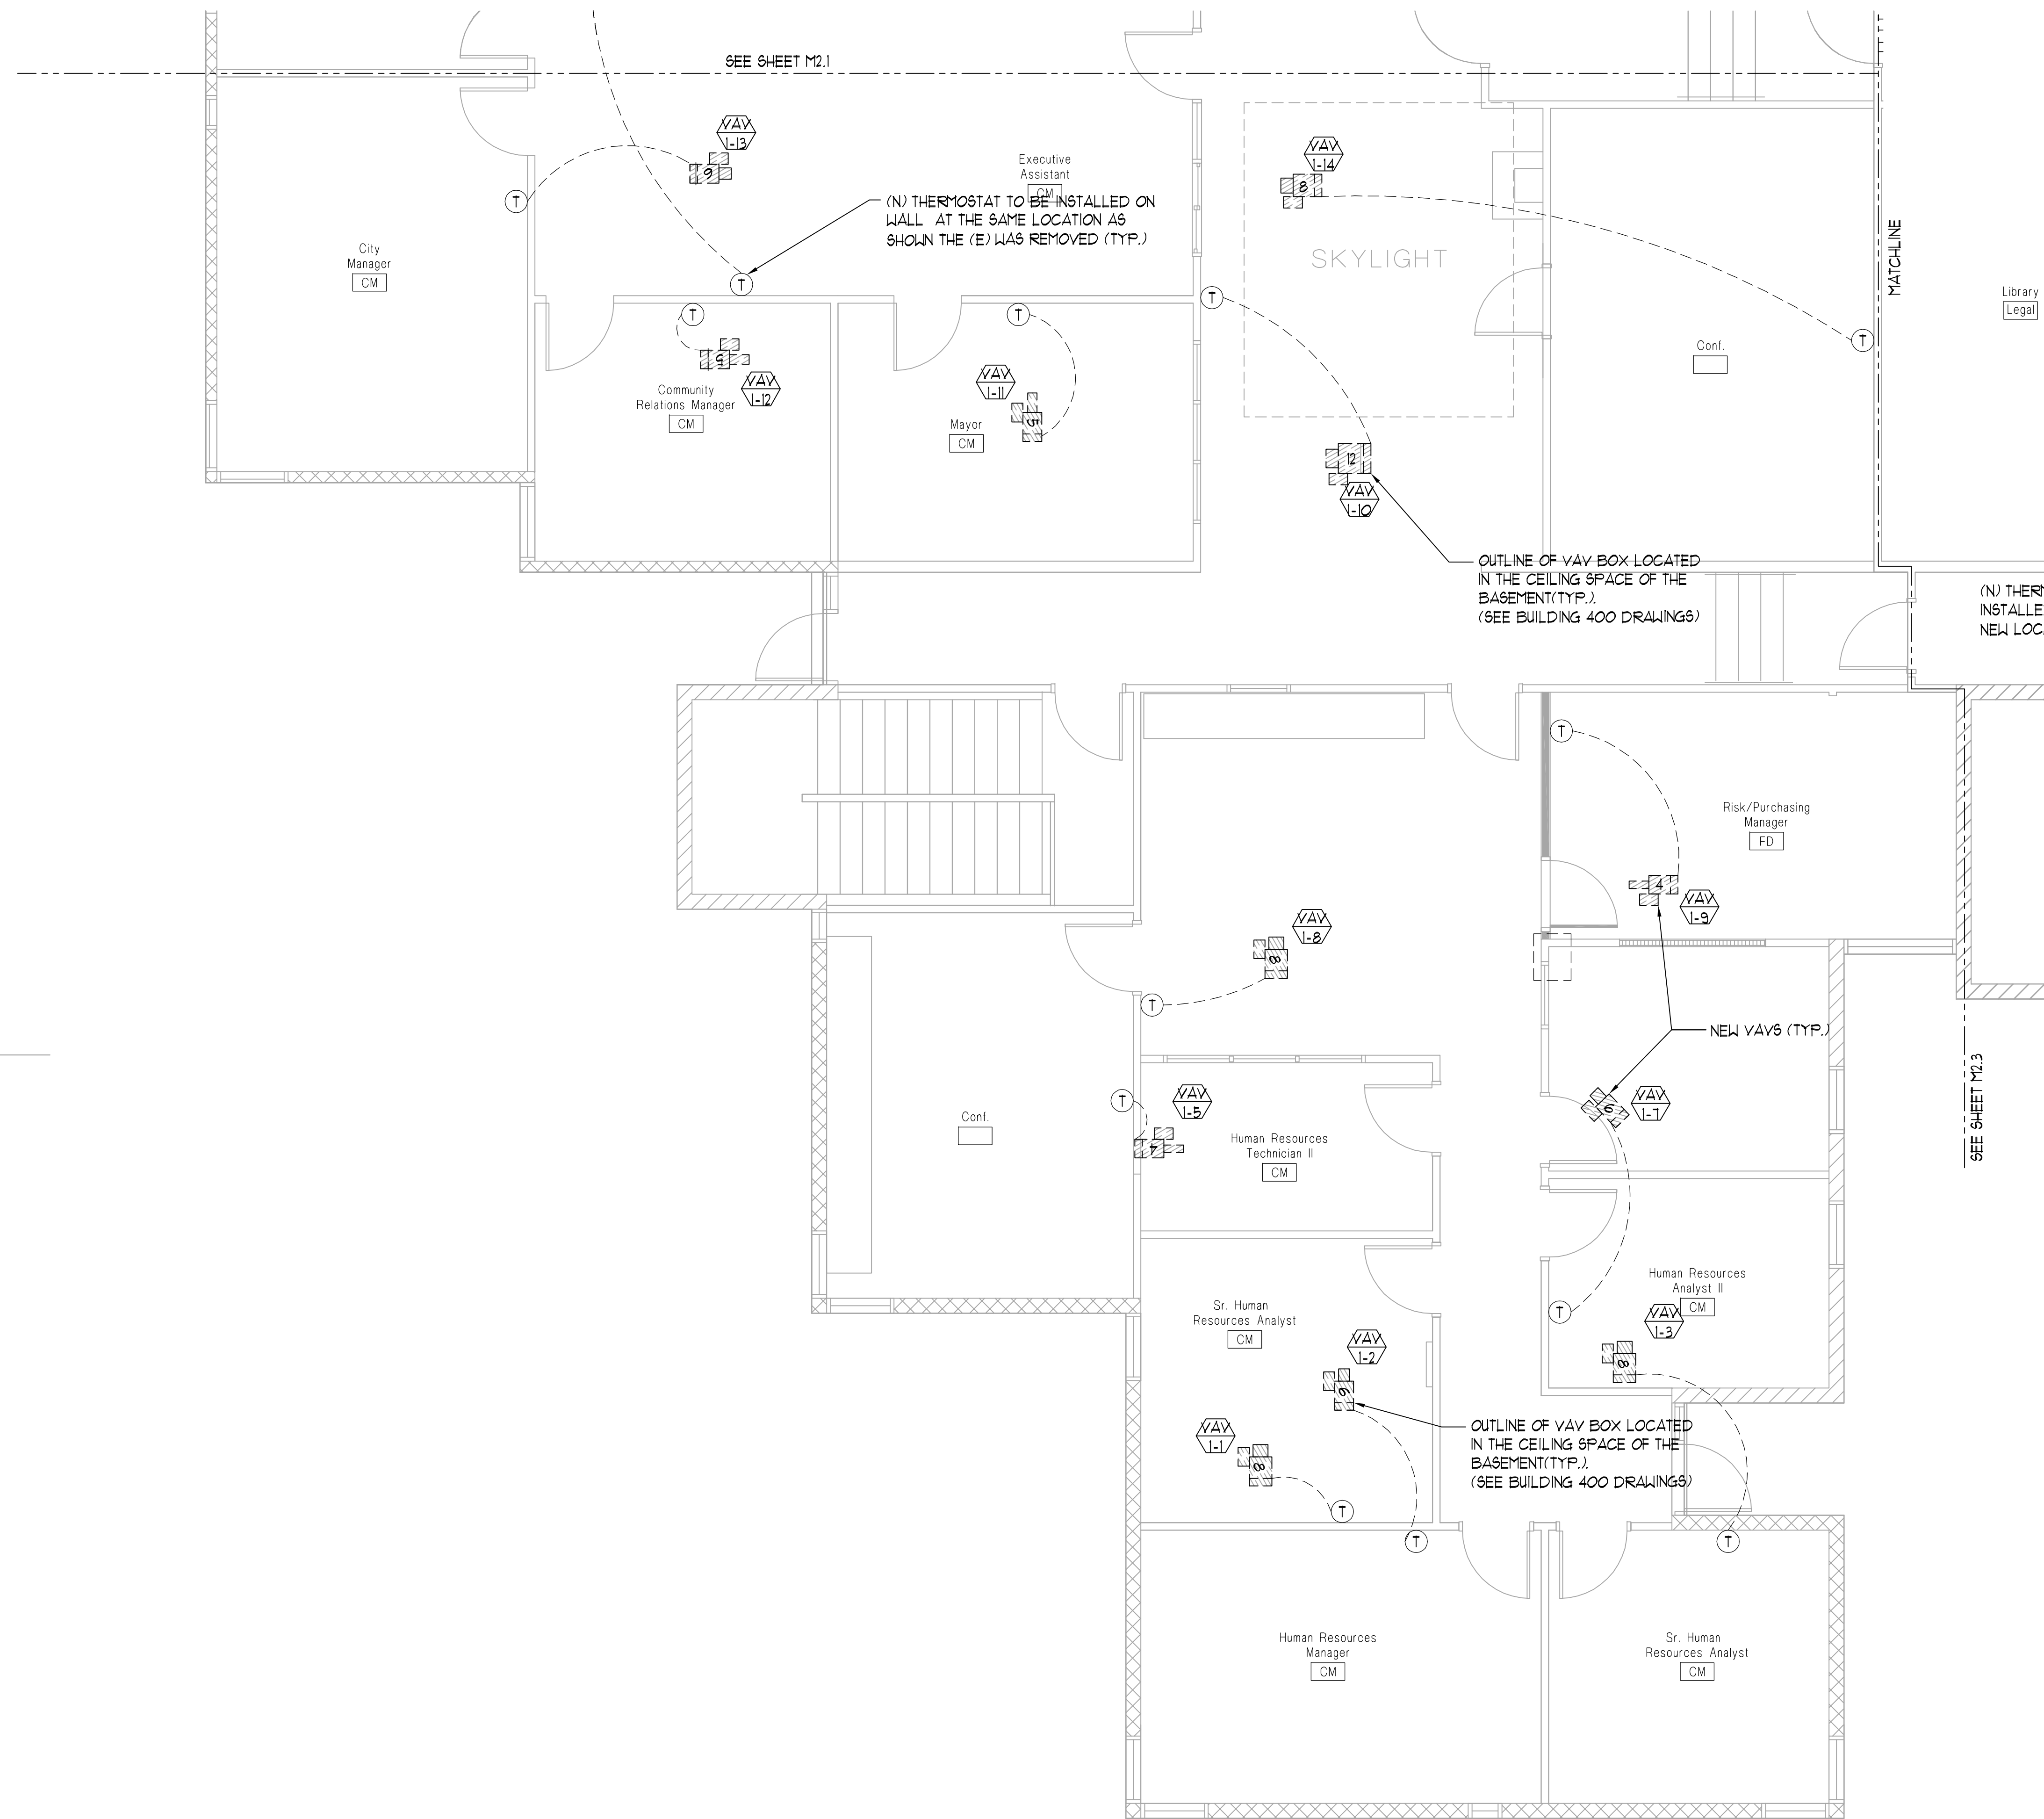 SEE SHEET M2.1
VAV
1-13
6
T
Executive
Assistant
CM
(N) THERMOSTAT TO BE INSTALLED ON
WALL AT THE SAME LOCATION AS
SHOWN THE (E) WAS REMOVED (TYP.)
T
City
Manager
CM
VAV
1-14
8
SKYLIGHT
T
T
MATCHLINE
Library
Legal
Conf.
T
5
VAV
1-12
Community
Relations Manager
CM
T
VAV
1-11
5
Mayor
CM
12
VAV
1-10
OUTLINE OF VAV BOX LOCATED
IN THE CEILING SPACE OF THE
BASEMENT(TYP.).
(SEE BUILDING 400 DRAWINGS)
(N) THER
INSTALLE
NEW LOC
T
Risk/Purchasing
Manager
FD
4
VAV
1-9
VAV
1-8
8
T
NEW VAVS (TYP.)
SEE SHEET M2.3
6
VAV
1-7
Conf.
T
VAV
1-5
4
Human Resources
Technician II
CM
Human Resources
Analyst II
CM
T
VAV
1-3
8
Sr. Human
Resources Analyst
CM
VAV
1-2
6
VAV
1-1
8
OUTLINE OF VAV BOX LOCATED
IN THE CEILING SPACE OF THE
BASEMENT(TYP.).
(SEE BUILDING 400 DRAWINGS)
T
T
T
Human Resources
Manager
CM
Sr. Human
Resources Analyst
CM